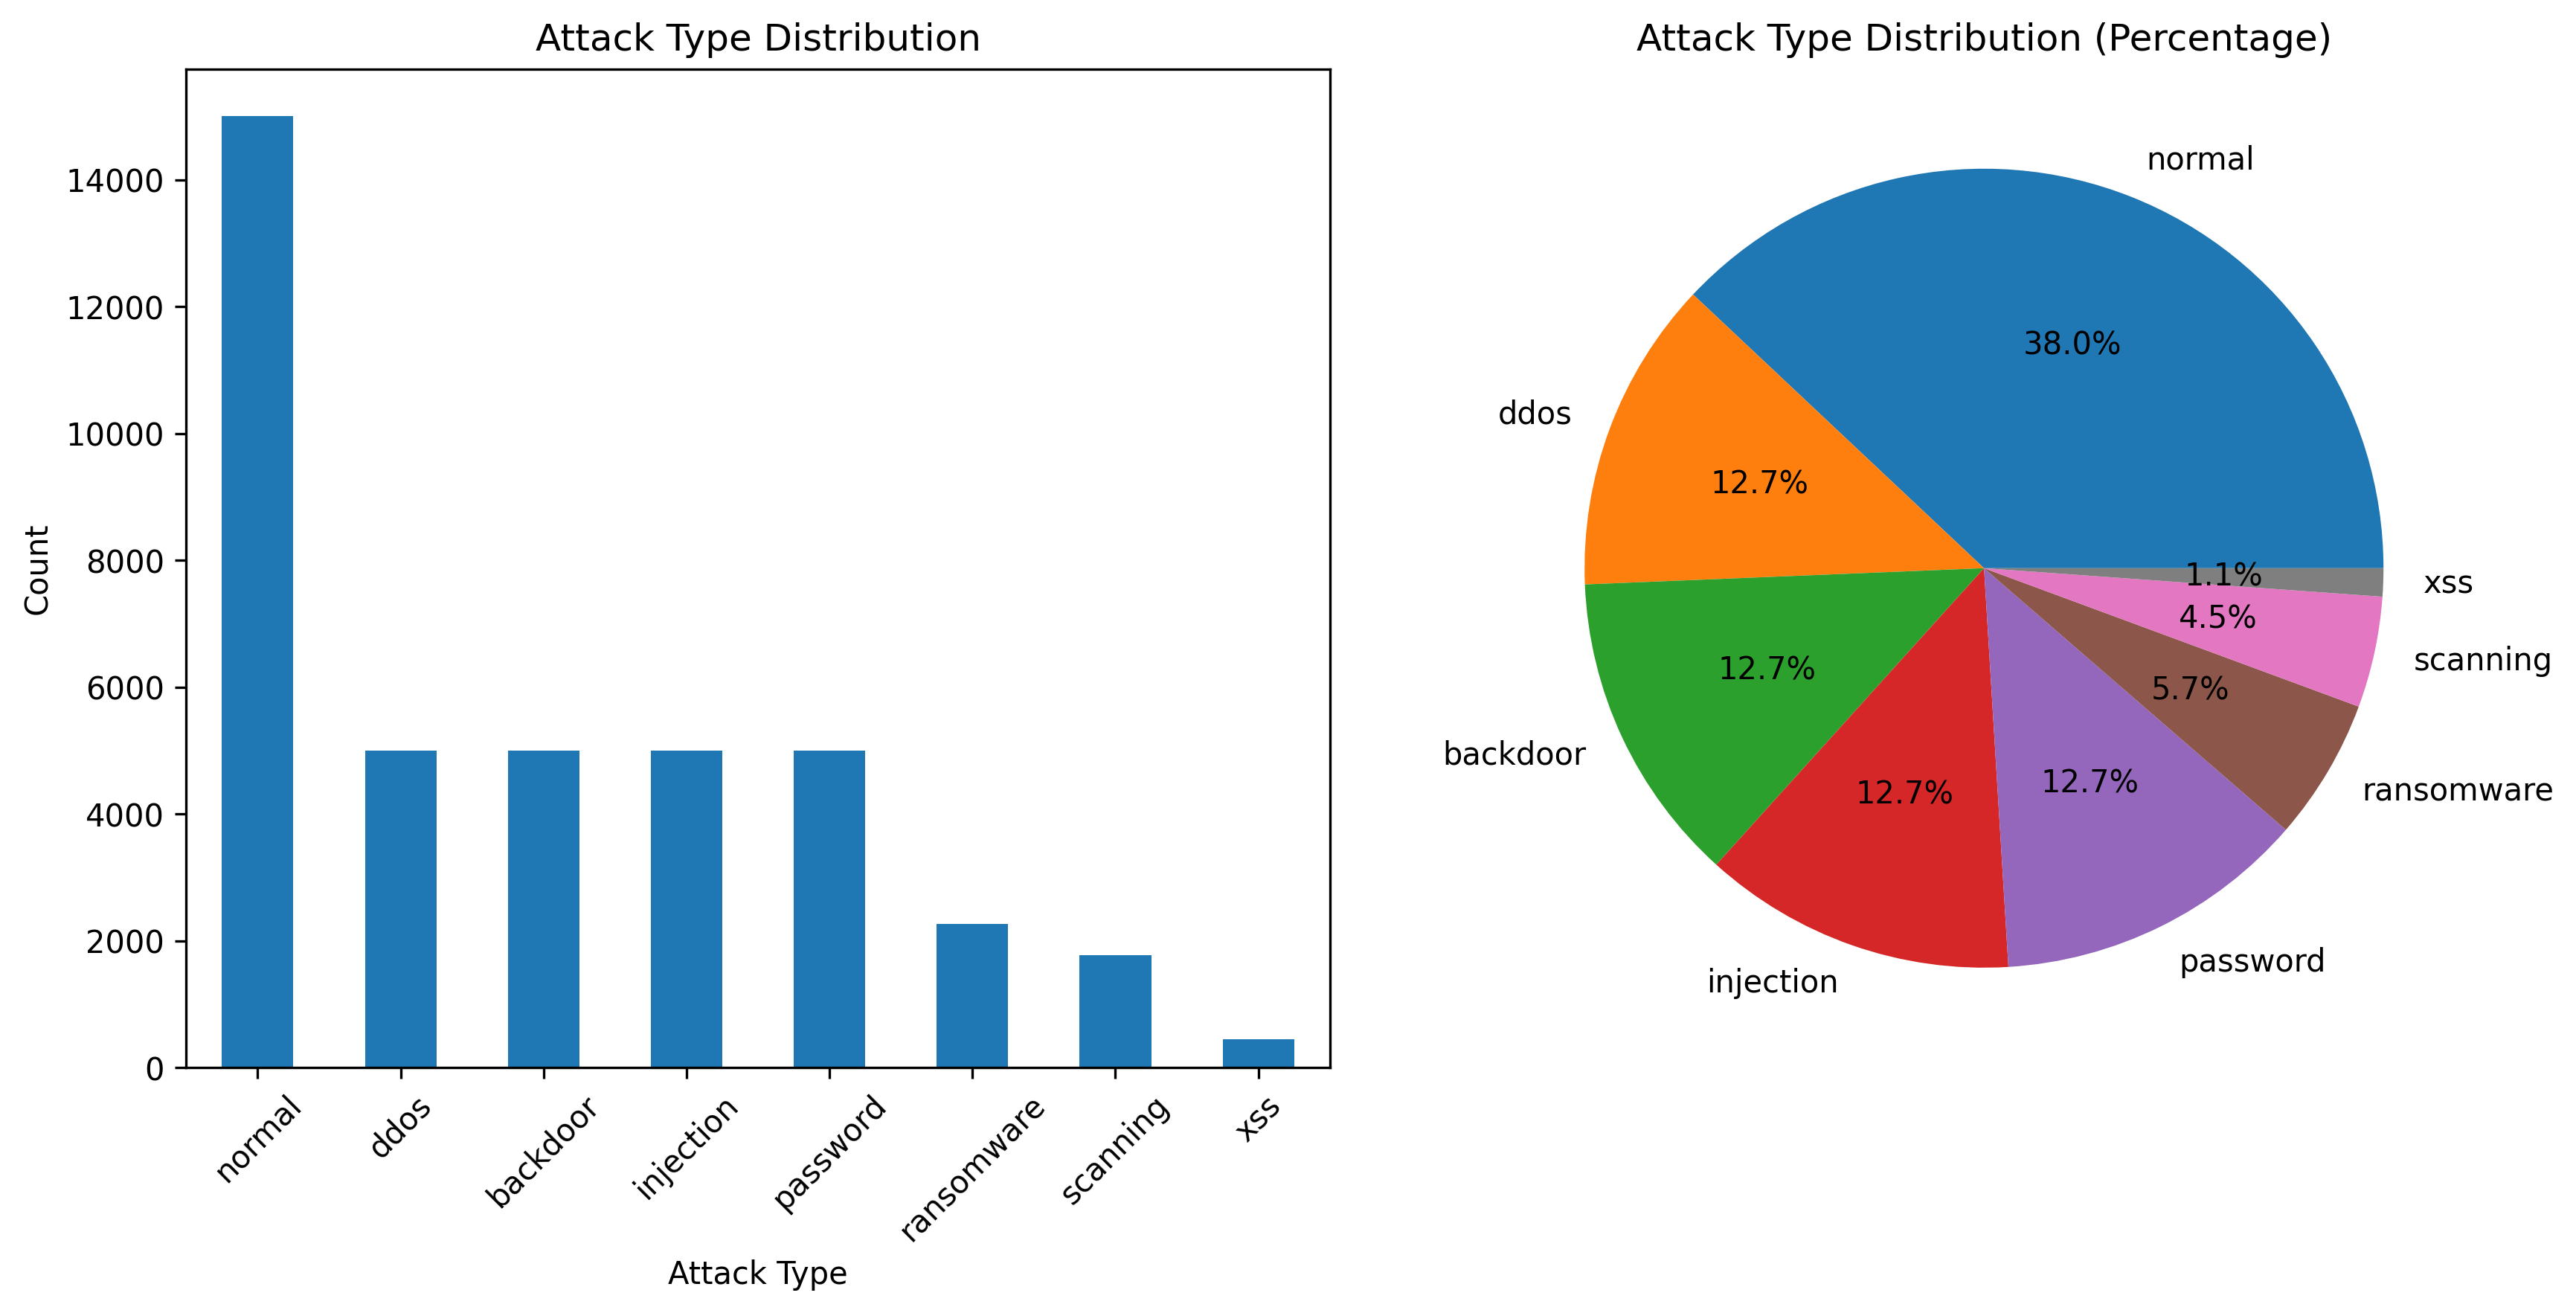 Attack Type Distribution
14000
12000
10000
8000
6000
4000
2000
0
Count
normal
ddos
backdoor
injection
password
ransomware
scanning
xss
Attack Type
Attack Type Distribution (Percentage)
normal
38.0%
ddos
12.7%
backdoor
12.7%
injection
12.7%
password
12.7%
ransomware
5.7%
scanning
4.5%
xss
1.1%